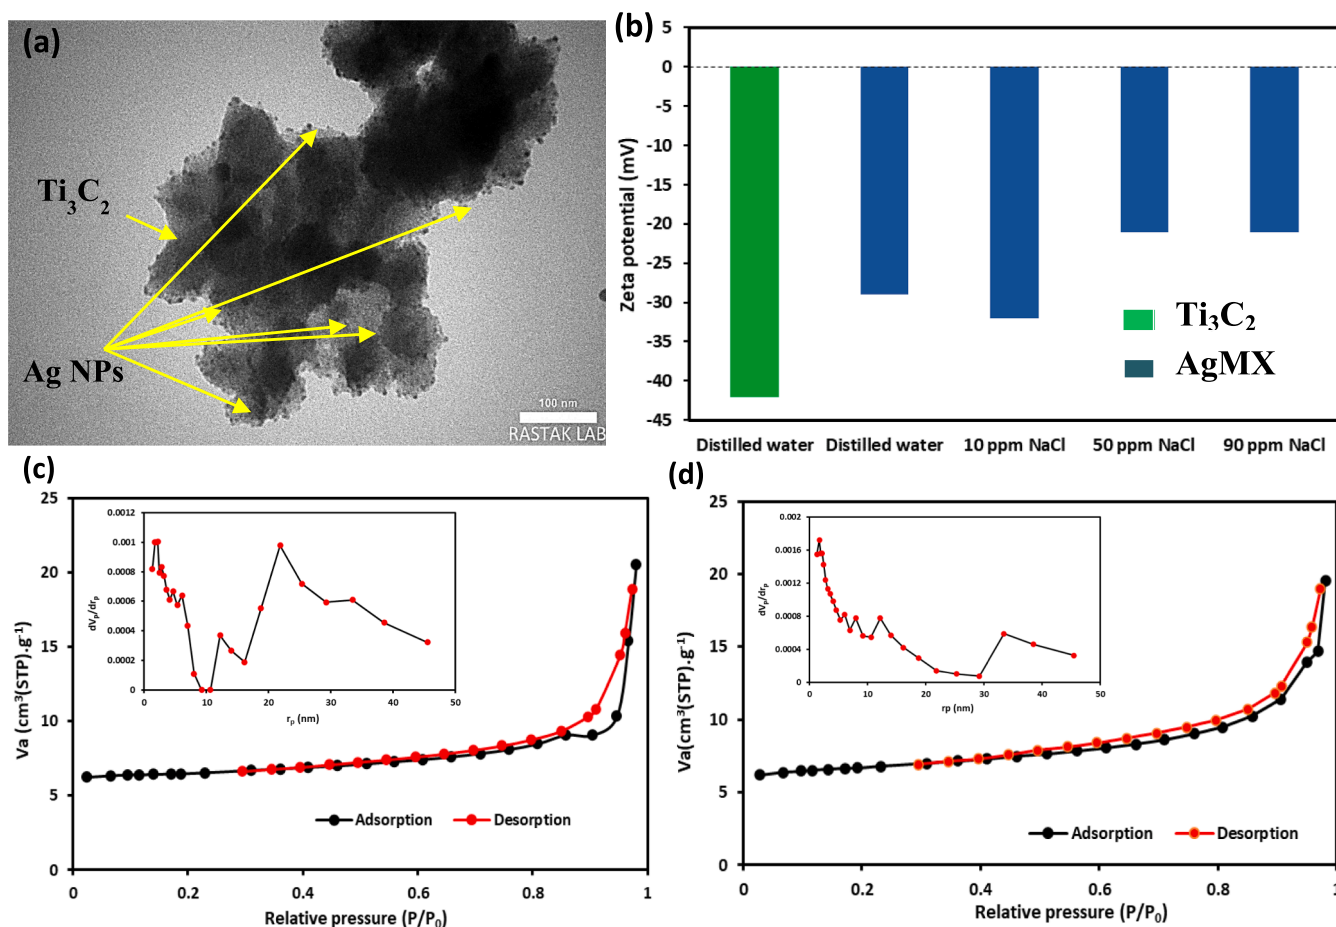 (a)
Ti₃C₂
Ag NPs
100 nm
RASTAK LAB
(b)
Zeta potential (mV)
5
0
-5
-10
-15
-20
-25
-30
-35
-40
-45
Ti₃C₂
AgMX
Distilled water Distilled water 10 ppm NaCl 50 ppm NaCl 90 ppm NaCl
(c)
Va (cm³(STP).g⁻¹)
25
20
15
10
5
0
0 0.2 0.4 0.6 0.8 1
Relative pressure (P/P₀)
Adsorption Desorption
dVₚ/drₚ
0.0012
0.001
0.0008
0.0006
0.0004
0.0002
0
0 10 20 30 40 50
rₚ (nm)
(d)
Va(cm³(STP).g⁻¹)
25
20
15
10
5
0
0 0.2 0.4 0.6 0.8 1
Relative pressure (P/P₀)
Adsorption Desorption
dVₚ/drₚ
0.002
0.0016
0.0012
0.0008
0.0004
0
0 10 20 30 40 50
rp (nm)